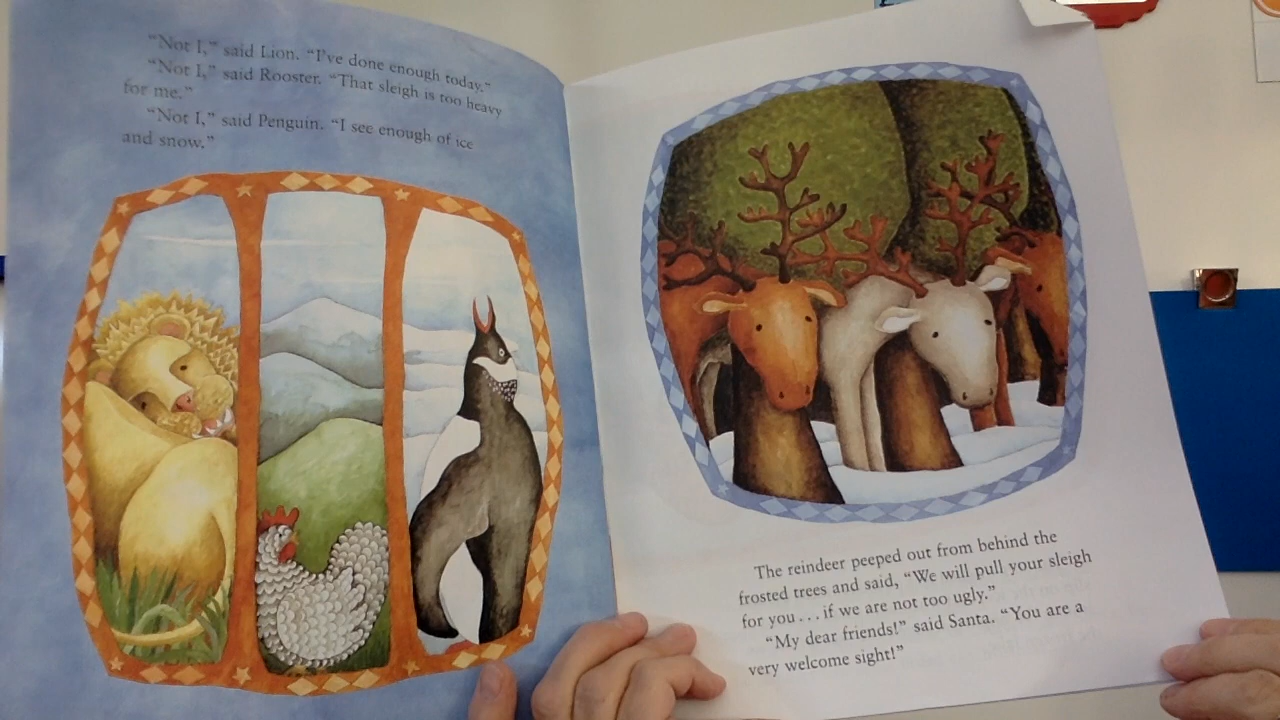 “Not I,” said Lion. “I’ve done enough today.”
“Not I,” said Rooster. “That sleigh is too heavy
for me.”
“Not I,” said Penguin. “I see enough of ice
and snow.”
The reindeer peeped out from behind the
frosted trees and said, “We will pull your sleigh
for you . . . if we are not too ugly.”
“My dear friends!” said Santa. “You are a
very welcome sight!”